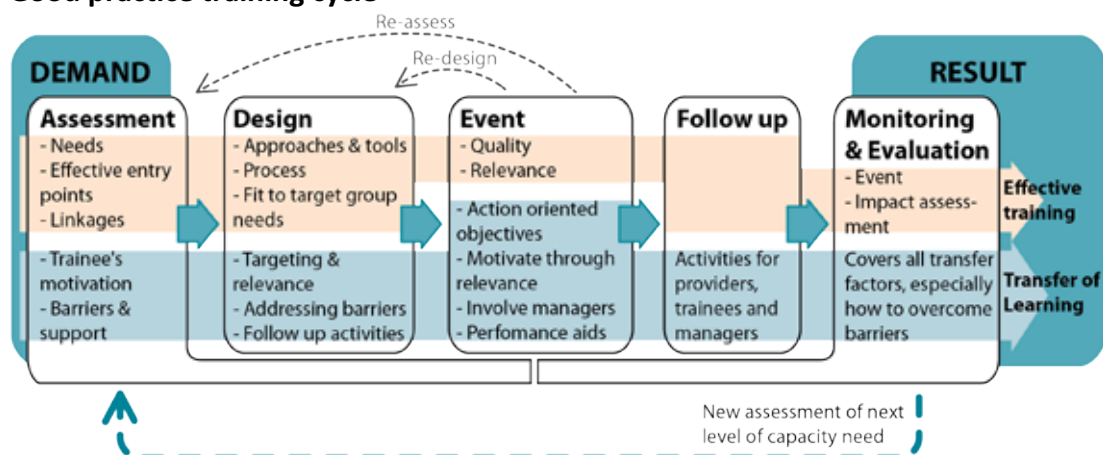 Good practice training cycle
Re-assess
Re-design
DEMAND
RESULT
Assessment
- Needs
- Effective entry
points
- Linkages
- Trainee's
motivation
- Barriers &
support
Design
- Approaches & tools
- Process
- Fit to target group
needs
- Targeting &
relevance
- Addressing barriers
- Follow up activities
Event
- Quality
- Relevance
- Action oriented
objectives
- Motivate through
relevance
- Involve managers
- Perfomance aids
Follow up
Activities for
providers,
trainees and
managers
Monitoring
& Evaluation
- Event
- Impact assess-
ment
Covers all transfer
factors, especially
how to overcome
barriers
Effective
training
Transfer of
Learning
New assessment of next
level of capacity need